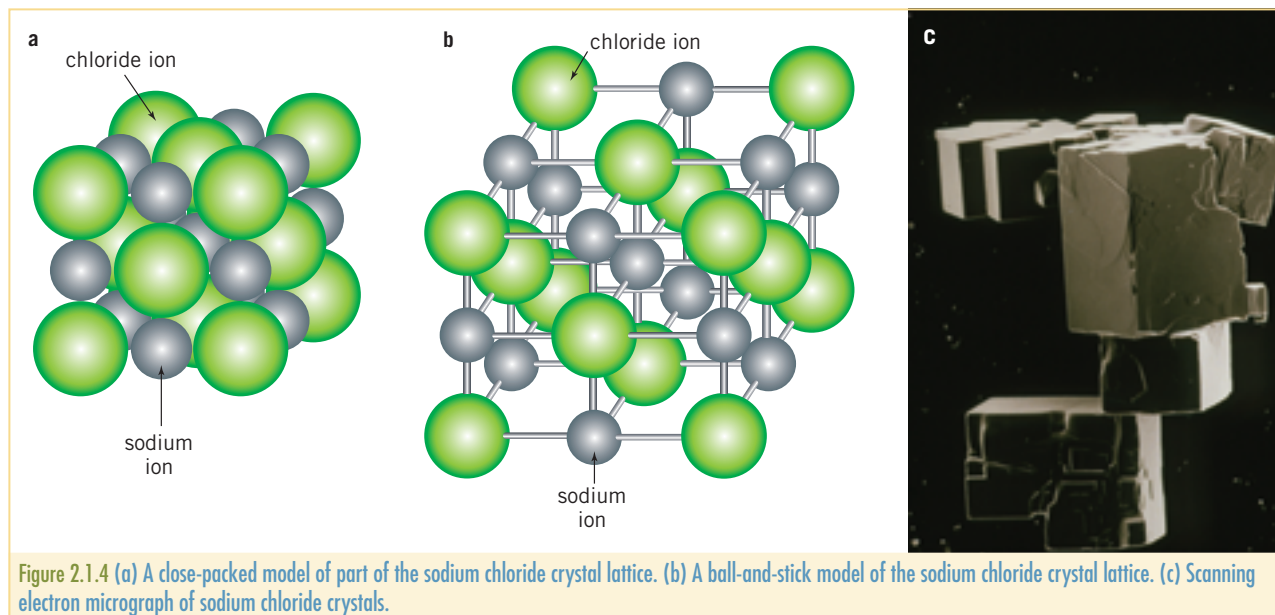 a
chloride ion
sodium
ion
b
chloride ion
sodium
ion
c
Figure 2.1.4 (a) A close-packed model of part of the sodium chloride crystal lattice. (b) A ball-and-stick model of the sodium chloride crystal lattice. (c) Scanning
electron micrograph of sodium chloride crystals.